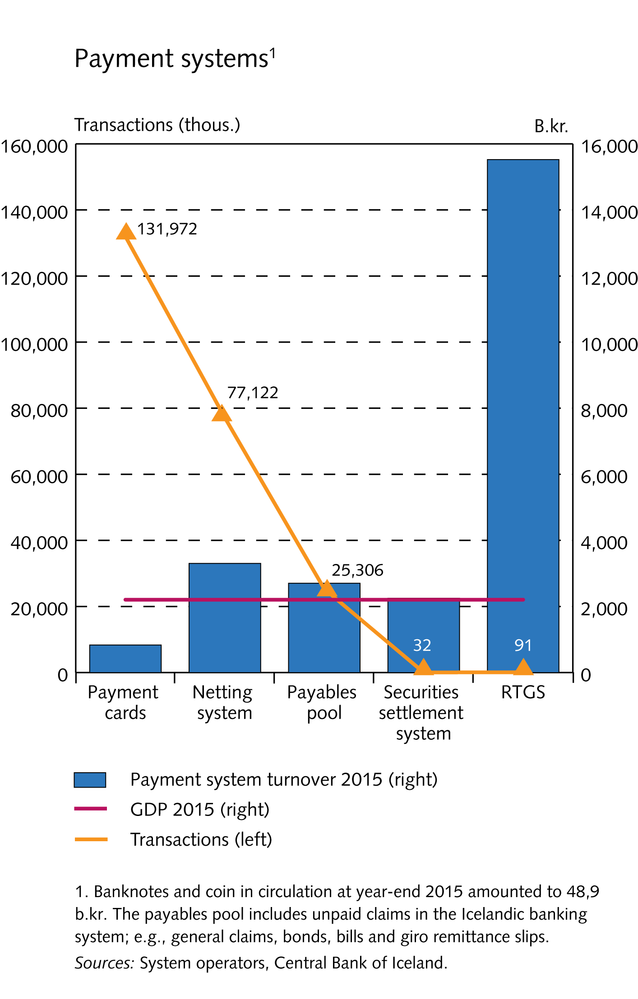 Payment systems¹
Transactions (thous.) B.kr.
160,000 16,000
131,972
140,000 14,000
120,000 12,000
100,000 10,000
77,122
80,000 8,000
60,000 6,000
40,000 4,000
25,306
20,000 2,000
32 91
0 0
Payment Netting Payables Securities RTGS
cards system pool settlement
system
Payment system turnover 2015 (right)
GDP 2015 (right)
Transactions (left)
1. Banknotes and coin in circulation at year-end 2015 amounted to 48,9
b.kr. The payables pool includes unpaid claims in the Icelandic banking
system; e.g., general claims, bonds, bills and giro remittance slips.
Sources: System operators, Central Bank of Iceland.